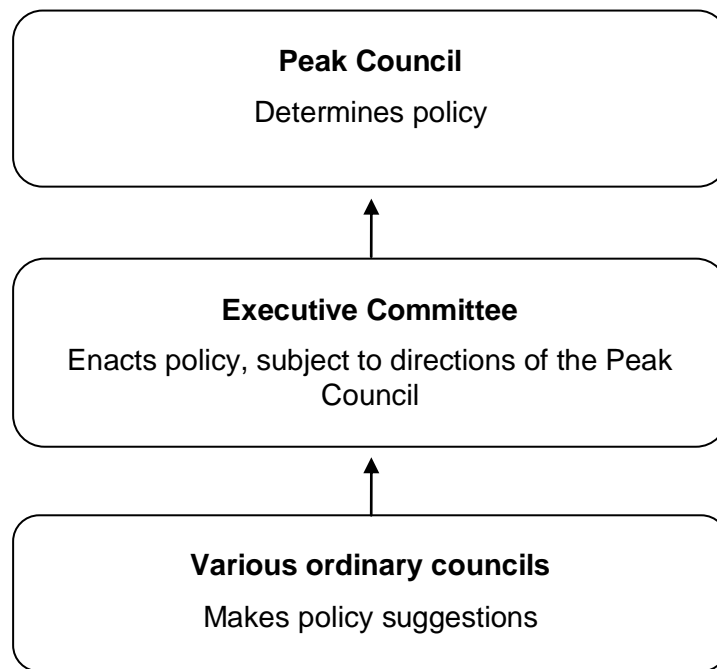 Peak Council
Determines policy
Executive Committee
Enacts policy, subject to directions of the Peak
Council
Various ordinary councils
Makes policy suggestions